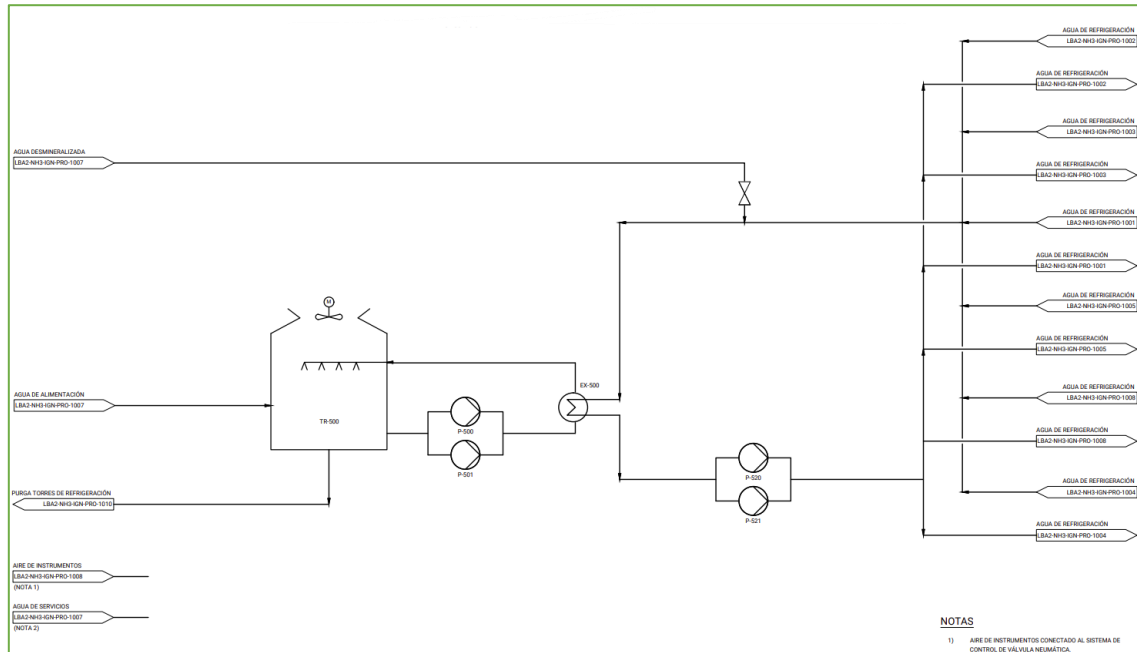 AGUA DE REFRIGERACIÓN
LBA2-NH3-IGN-PRO-1002
AGUA DE REFRIGERACIÓN
LBA2-NH3-IGN-PRO-1002
AGUA DE REFRIGERACIÓN
LBA2-NH3-IGN-PRO-1003
AGUA DESMINERALIZADA
LBA2-NH3-IGN-PRO-1007
AGUA DE REFRIGERACIÓN
LBA2-NH3-IGN-PRO-1003
AGUA DE REFRIGERACIÓN
LBA2-NH3-IGN-PRO-1001
AGUA DE REFRIGERACIÓN
LBA2-NH3-IGN-PRO-1001
AGUA DE REFRIGERACIÓN
LBA2-NH3-IGN-PRO-1005
M
AGUA DE REFRIGERACIÓN
LBA2-NH3-IGN-PRO-1005
EX-500
AGUA DE ALIMENTACIÓN
LBA2-NH3-IGN-PRO-1007
AGUA DE REFRIGERACIÓN
LBA2-NH3-IGN-PRO-1008
TR-500
P-500
P-501
AGUA DE REFRIGERACIÓN
LBA2-NH3-IGN-PRO-1008
P-520
P-521
PURGA TORRES DE REFRIGERACIÓN
LBA2-NH3-IGN-PRO-1010
AGUA DE REFRIGERACIÓN
LBA2-NH3-IGN-PRO-1004
AGUA DE REFRIGERACIÓN
LBA2-NH3-IGN-PRO-1004
AIRE DE INSTRUMENTOS
LBA2-NH3-IGN-PRO-1008
(NOTA 1)
AGUA DE SERVICIOS
LBA2-NH3-IGN-PRO-1007
(NOTA 2)
NOTAS
1) AIRE DE INSTRUMENTOS CONECTADO AL SISTEMA DE
CONTROL DE VÁLVULA NEUMÁTICA.